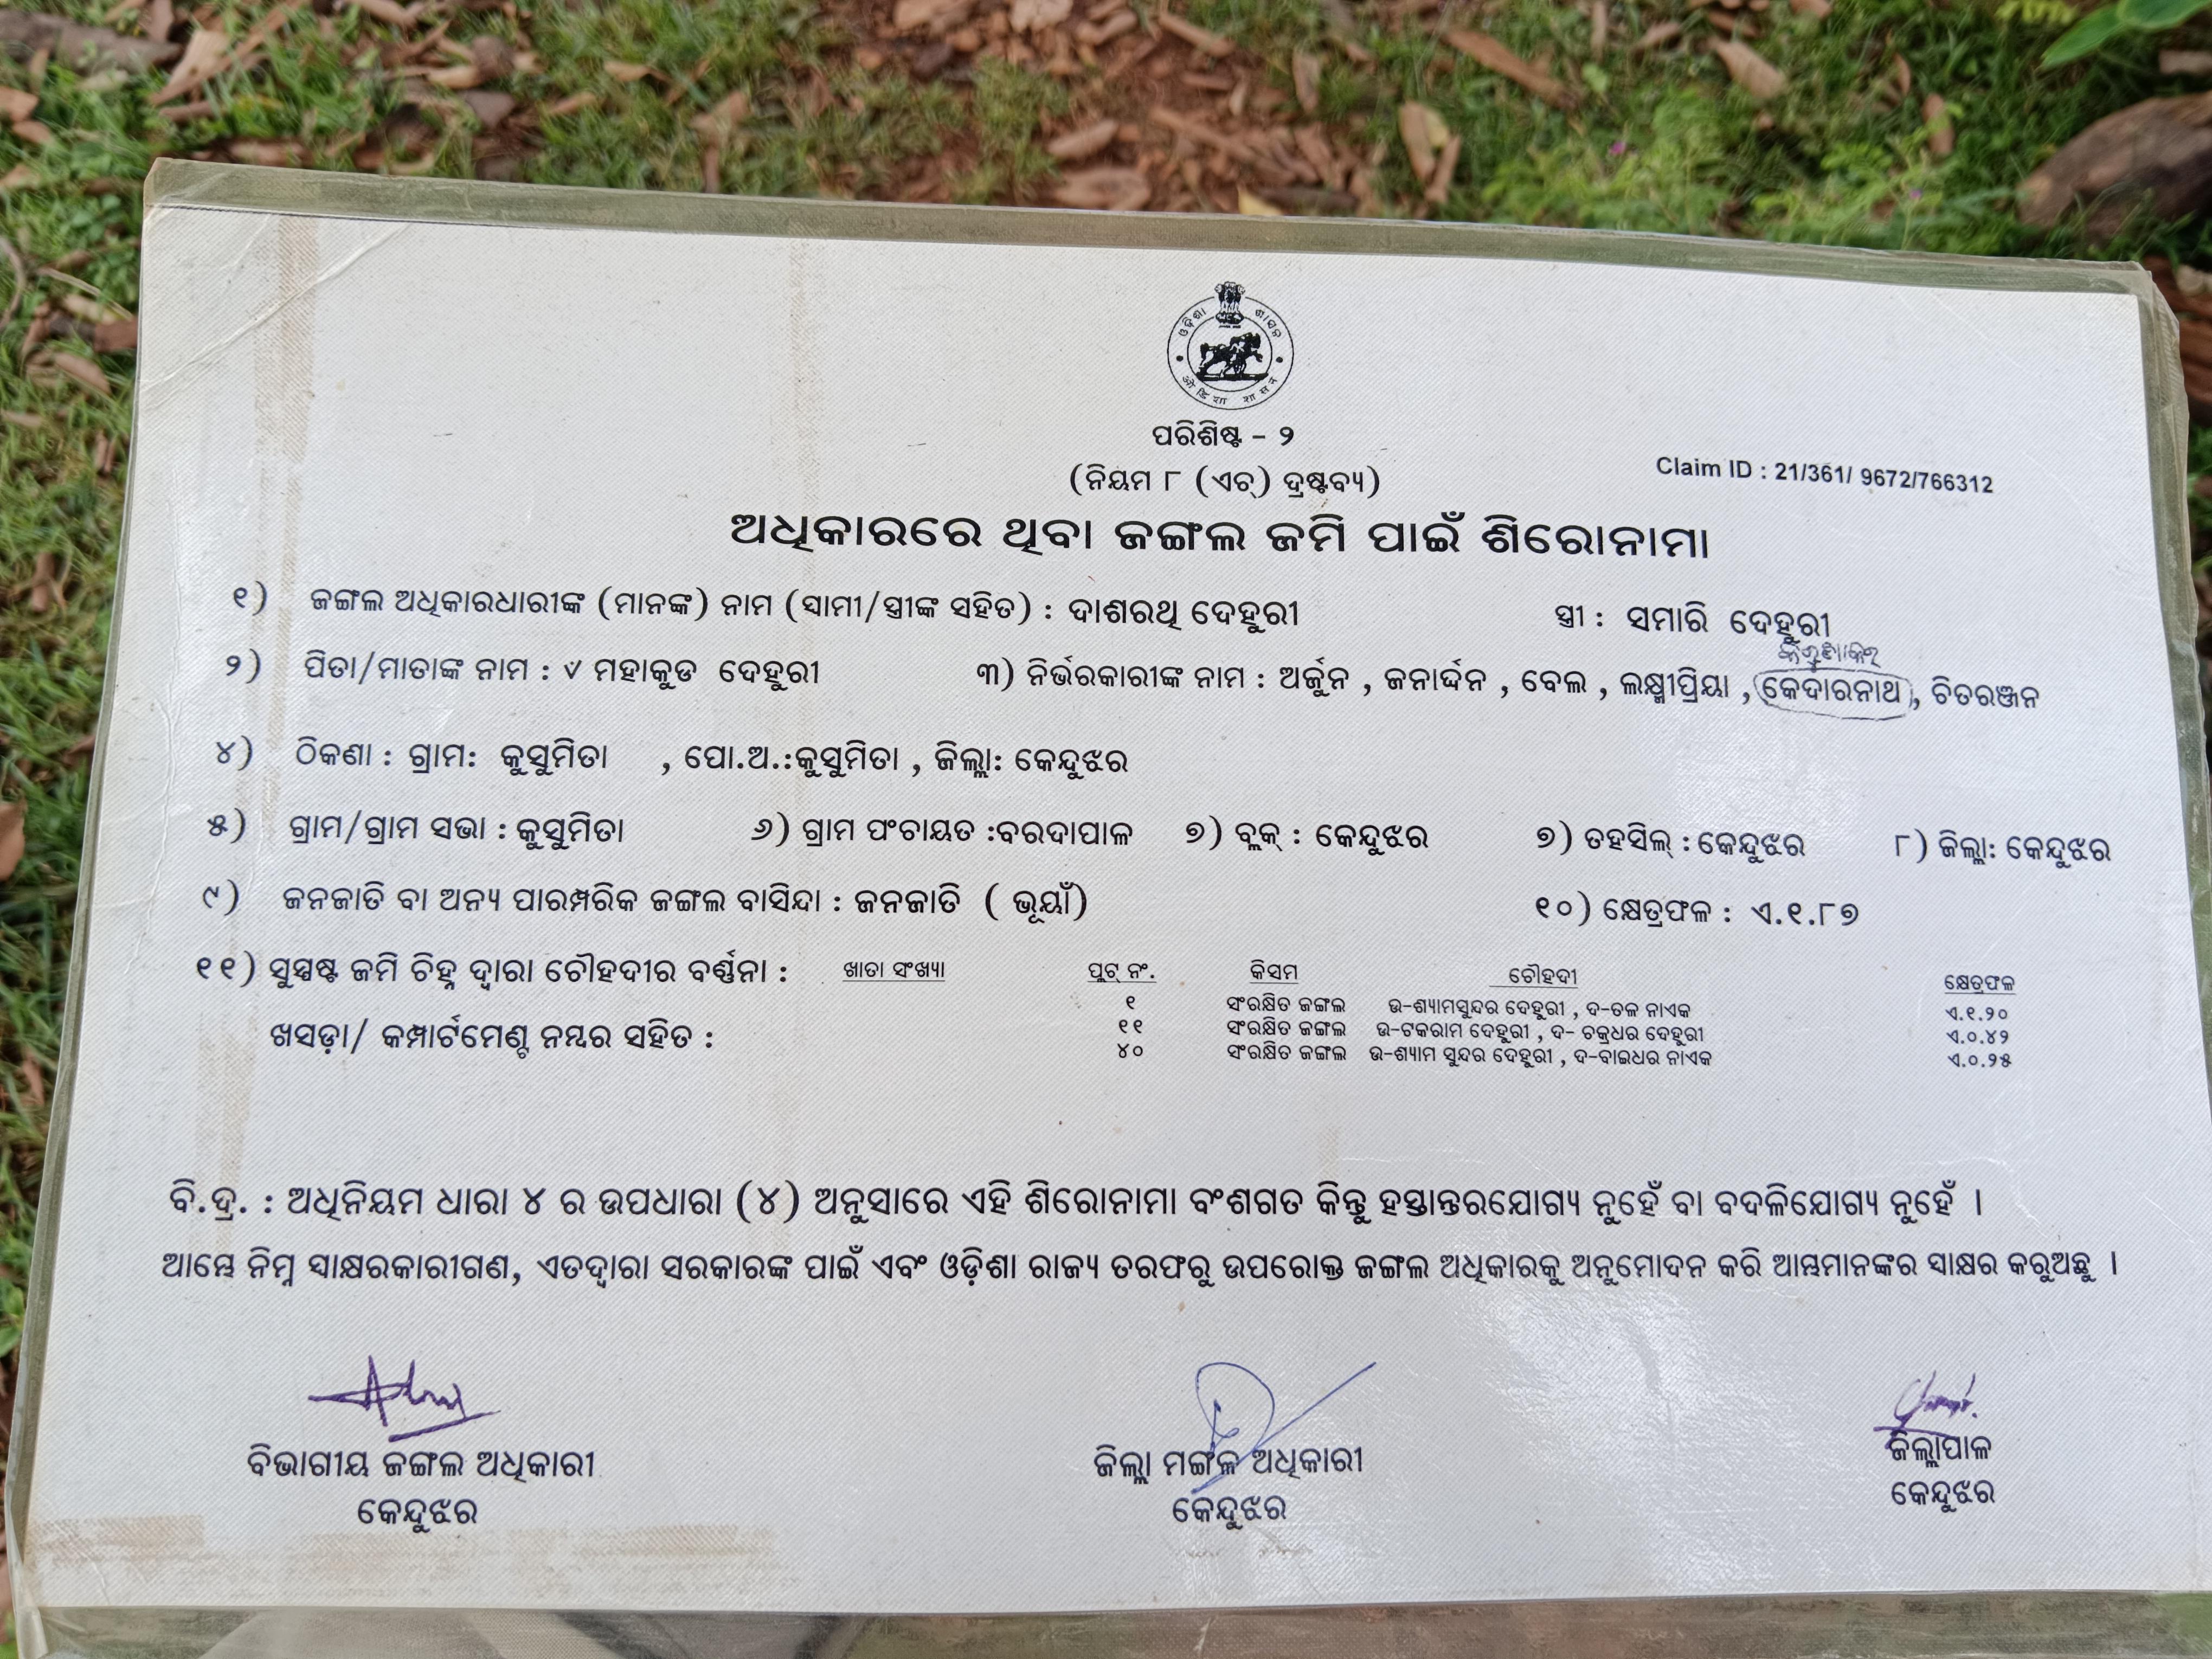 ଓଡ଼ିଶା ଶାସନ
ओडिशा शासन
ପରିଶିଷ୍ଟ - ୨
(ନିୟମ ୮ (ଏଚ୍) ଦ୍ରଷ୍ଟବ୍ୟ)
Claim ID : 21/361/ 9672/766312
ଅଧିକାରରେ ଥିବା ଜଙ୍ଗଲ ଜମି ପାଇଁ ଶିରୋନାମା
୧) ଜଙ୍ଗଲ ଅଧିକାରଧାରୀଙ୍କ (ମାନଙ୍କ) ନାମ (ସ୍ୱାମୀ/ସ୍ତ୍ରୀଙ୍କ ସହିତ) : ଦାଶରଥି ଦେହୁରୀ ସ୍ତ୍ରୀ : ସମାରି ଦେହୁରୀ
୨) ପିତା/ମାତାଙ୍କ ନାମ : ୰ ମହାକୁଡ ଦେହୁରୀ ୩) ନିର୍ଭରକାରୀଙ୍କ ନାମ : ଅର୍ଜୁନ , ଜନାର୍ଦ୍ଦନ , ବେଲ , ଲକ୍ଷ୍ମୀପ୍ରିୟା , କେଦାରନାଥ , ଚିତରଞ୍ଜନ
୪) ଠିକଣା : ଗ୍ରାମ: କୁସୁମିତା , ପୋ.ଅ.:କୁସୁମିତା , ଜିଲ୍ଲା: କେନ୍ଦୁଝର
୫) ଗ୍ରାମ/ଗ୍ରାମ ସଭା : କୁସୁମିତା ୬) ଗ୍ରାମ ପଂଚାୟତ :ବରଦାପାଳ ୭) ବ୍ଲକ୍ : କେନ୍ଦୁଝର ୭) ତହସିଲ୍ : କେନ୍ଦୁଝର ୮) ଜିଲ୍ଲା: କେନ୍ଦୁଝର
୯) ଜନଜାତି ବା ଅନ୍ୟ ପାରମ୍ପରିକ ଜଙ୍ଗଲ ବାସିନ୍ଦା : ଜନଜାତି ( ଭୂୟାଁ) ୧୦) କ୍ଷେତ୍ରଫଳ : ଏ.୧.୮୭
୧୧) ସୁସ୍ପଷ୍ଟ ଜମି ଚିହ୍ନ ଦ୍ୱାରା ଚୌହଦୀର ବର୍ଣ୍ଣନା : ଖାତା ସଂଖ୍ୟା ପ୍ଲଟ୍ ନଂ. କିସମ ଚୌହଦୀ କ୍ଷେତ୍ରଫଳ
୧ ସଂରକ୍ଷିତ ଜଙ୍ଗଲ ଉ-ଶ୍ୟାମସୁନ୍ଦର ଦେହୁରୀ , ଦ-ତଳ ନାଏକ ଏ.୧.୨୦
ଖସଡ଼ା/ କମ୍ପାର୍ଟମେଣ୍ଟ ନମ୍ବର ସହିତ : ୧୧ ସଂରକ୍ଷିତ ଜଙ୍ଗଲ ଉ-ଟକରାମ ଦେହୁରୀ , ଦ- ଚକ୍ରଧର ଦେହୁରୀ ଏ.୦.୪୨
୪୦ ସଂରକ୍ଷିତ ଜଙ୍ଗଲ ଉ-ଶ୍ୟାମ ସୁନ୍ଦର ଦେହୁରୀ , ଦ-ବାଇଧର ନାଏକ ଏ.୦.୨୫
ବି.ଦ୍ର. : ଅଧିନିୟମ ଧାରା ୪ ର ଉପଧାରା (୪) ଅନୁସାରେ ଏହି ଶିରୋନାମା ବଂଶଗତ କିନ୍ତୁ ହସ୍ତାନ୍ତରଯୋଗ୍ୟ ନୁହେଁ ବା ବଦଳିଯୋଗ୍ୟ ନୁହେଁ ।
ଆମ୍ଭେ ନିମ୍ନ ସ୍ୱାକ୍ଷରକାରୀଗଣ, ଏତଦ୍ୱାରା ସରକାରଙ୍କ ପାଇଁ ଏବଂ ଓଡ଼ିଶା ରାଜ୍ୟ ତରଫରୁ ଉପରୋକ୍ତ ଜଙ୍ଗଲ ଅଧିକାରକୁ ଅନୁମୋଦନ କରି ଆମ୍ଭମାନଙ୍କର ସ୍ୱାକ୍ଷର କରୁଅଛୁ ।
ବିଭାଗୀୟ ଜଙ୍ଗଲ ଅଧିକାରୀ ଜିଲ୍ଲା ମଙ୍ଗଳ ଅଧିକାରୀ ଜିଲ୍ଲାପାଳ
କେନ୍ଦୁଝର କେନ୍ଦୁଝର କେନ୍ଦୁଝର